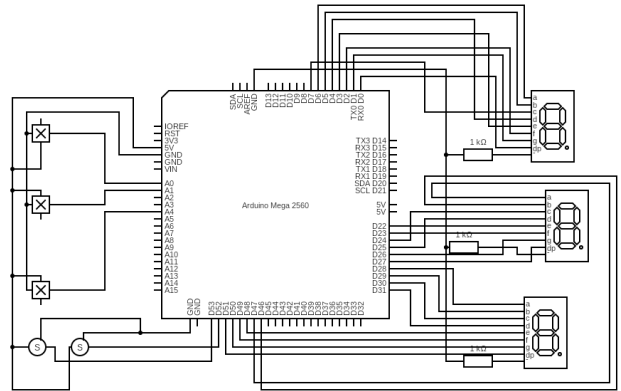 SDA
SCL
AREF
GND
D13
D12
D11
D10
D9
D8
D7
D6
D5
D4
D3
D2
D1
TX0
D0
RX0
IOREF
RST
3V3
5V
GND
GND
VIN
A0
A1
A2
A3
A4
A5
A6
A7
A8
A9
A10
A11
A12
A13
A14
A15
Arduino Mega 2560
TX3 D14
RX3 D15
TX2 D16
RX2 D17
TX1 D18
RX1 D19
SDA D20
SCL D21
5V
5V
D22
D23
D24
D25
D26
D27
D28
D29
D30
D31
GND
GND
D53
D52
D51
D50
D49
D48
D47
D46
D45
D44
D43
D42
D41
D40
D39
D38
D37
D36
D35
D34
D33
D32
S
S
1 kΩ
a
b
c
d
e
f
g
dp
1 kΩ
a
b
c
d
e
f
g
dp
1 kΩ
a
b
c
d
e
f
g
dp